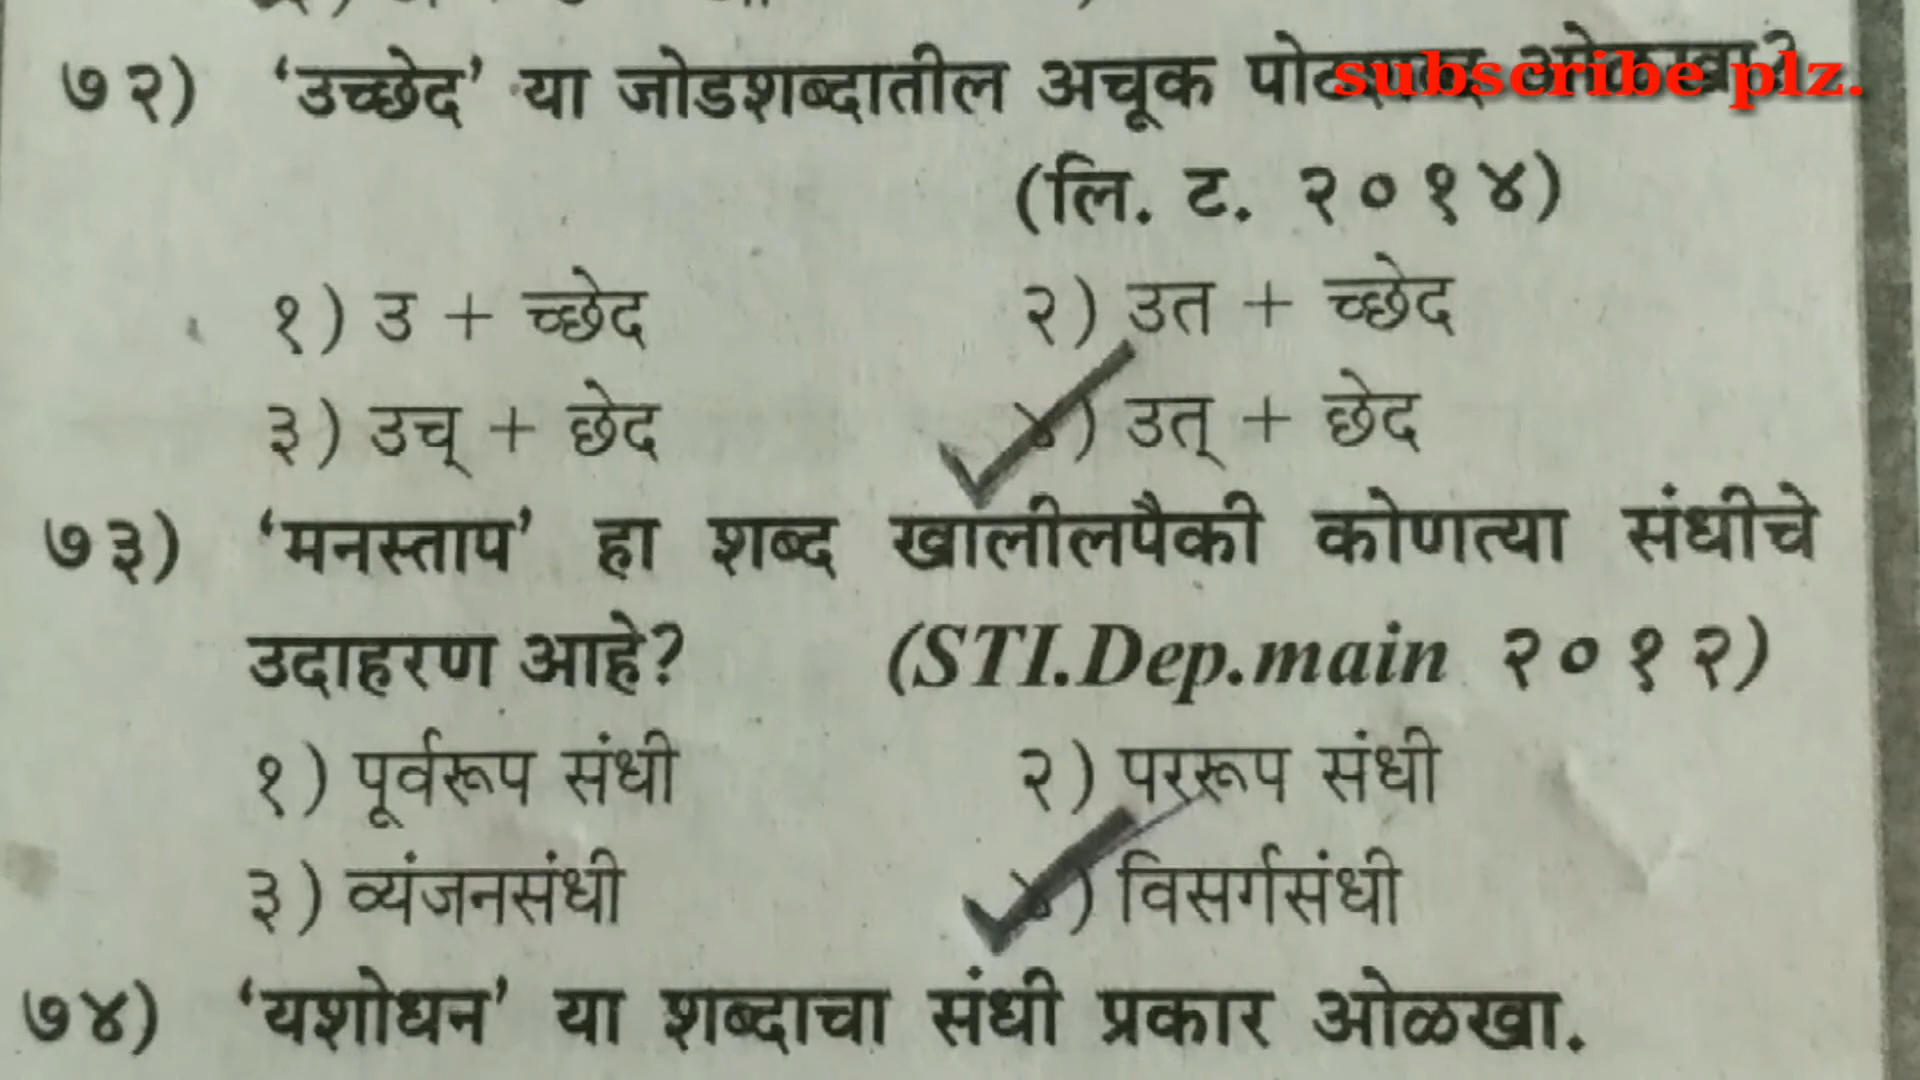 ७२) ‘उच्छेद’ या जोडशब्दातील अचूक
subscribe plz.
(लि. ट. २०१४)
१) उ + च्छेद २) उत + च्छेद
३) उच् + छेद ४) उत् + छेद
७३) ‘मनस्ताप’ हा शब्द खालीलपैकी कोणत्या संधीचे
उदाहरण आहे? (STI.Dep.main २०१२)
१) पूर्वरूप संधी २) पररूप संधी
३) व्यंजनसंधी ४) विसर्गसंधी
७४) ‘यशोधन’ या शब्दाचा संधी प्रकार ओळखा.